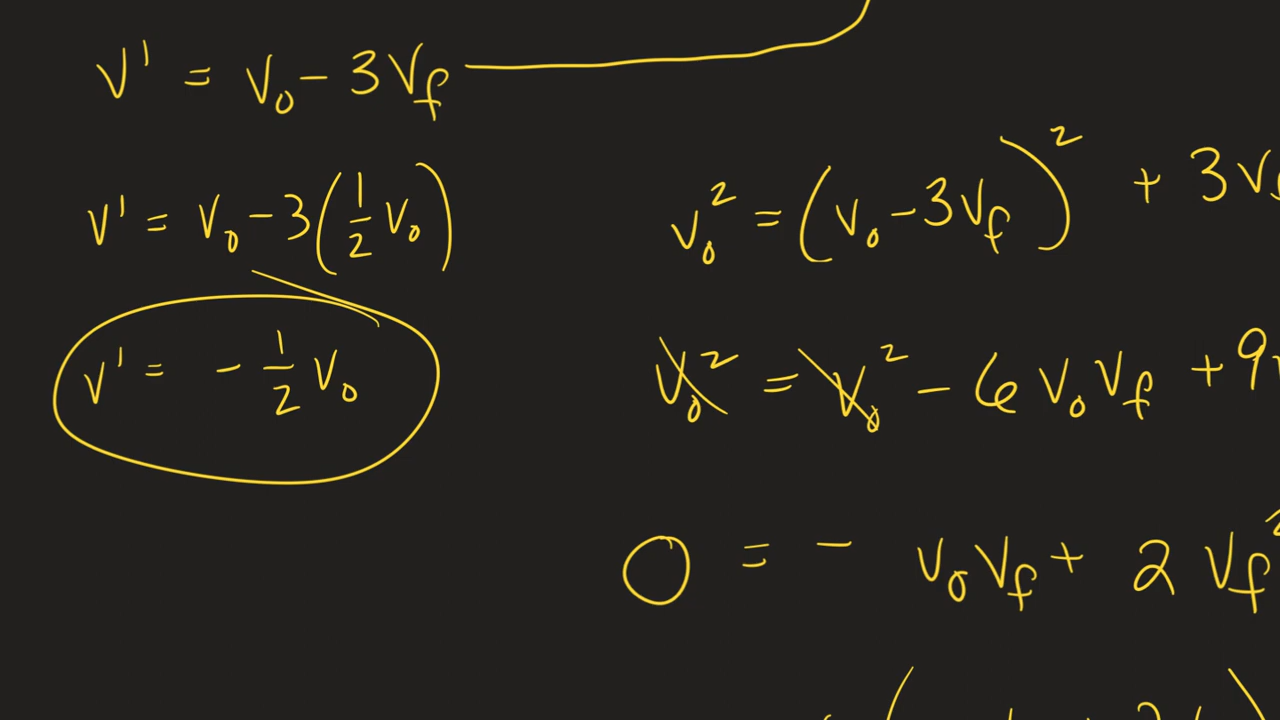 v' = v₀ - 3v_f
v' = v₀ - 3(1/2 v₀)
v' = - 1/2 v₀
v₀² = (v₀ - 3v_f)² + 3v
v₀² = v₀² - 6v₀v_f + 9
0 = - v₀v_f + 2v_f²